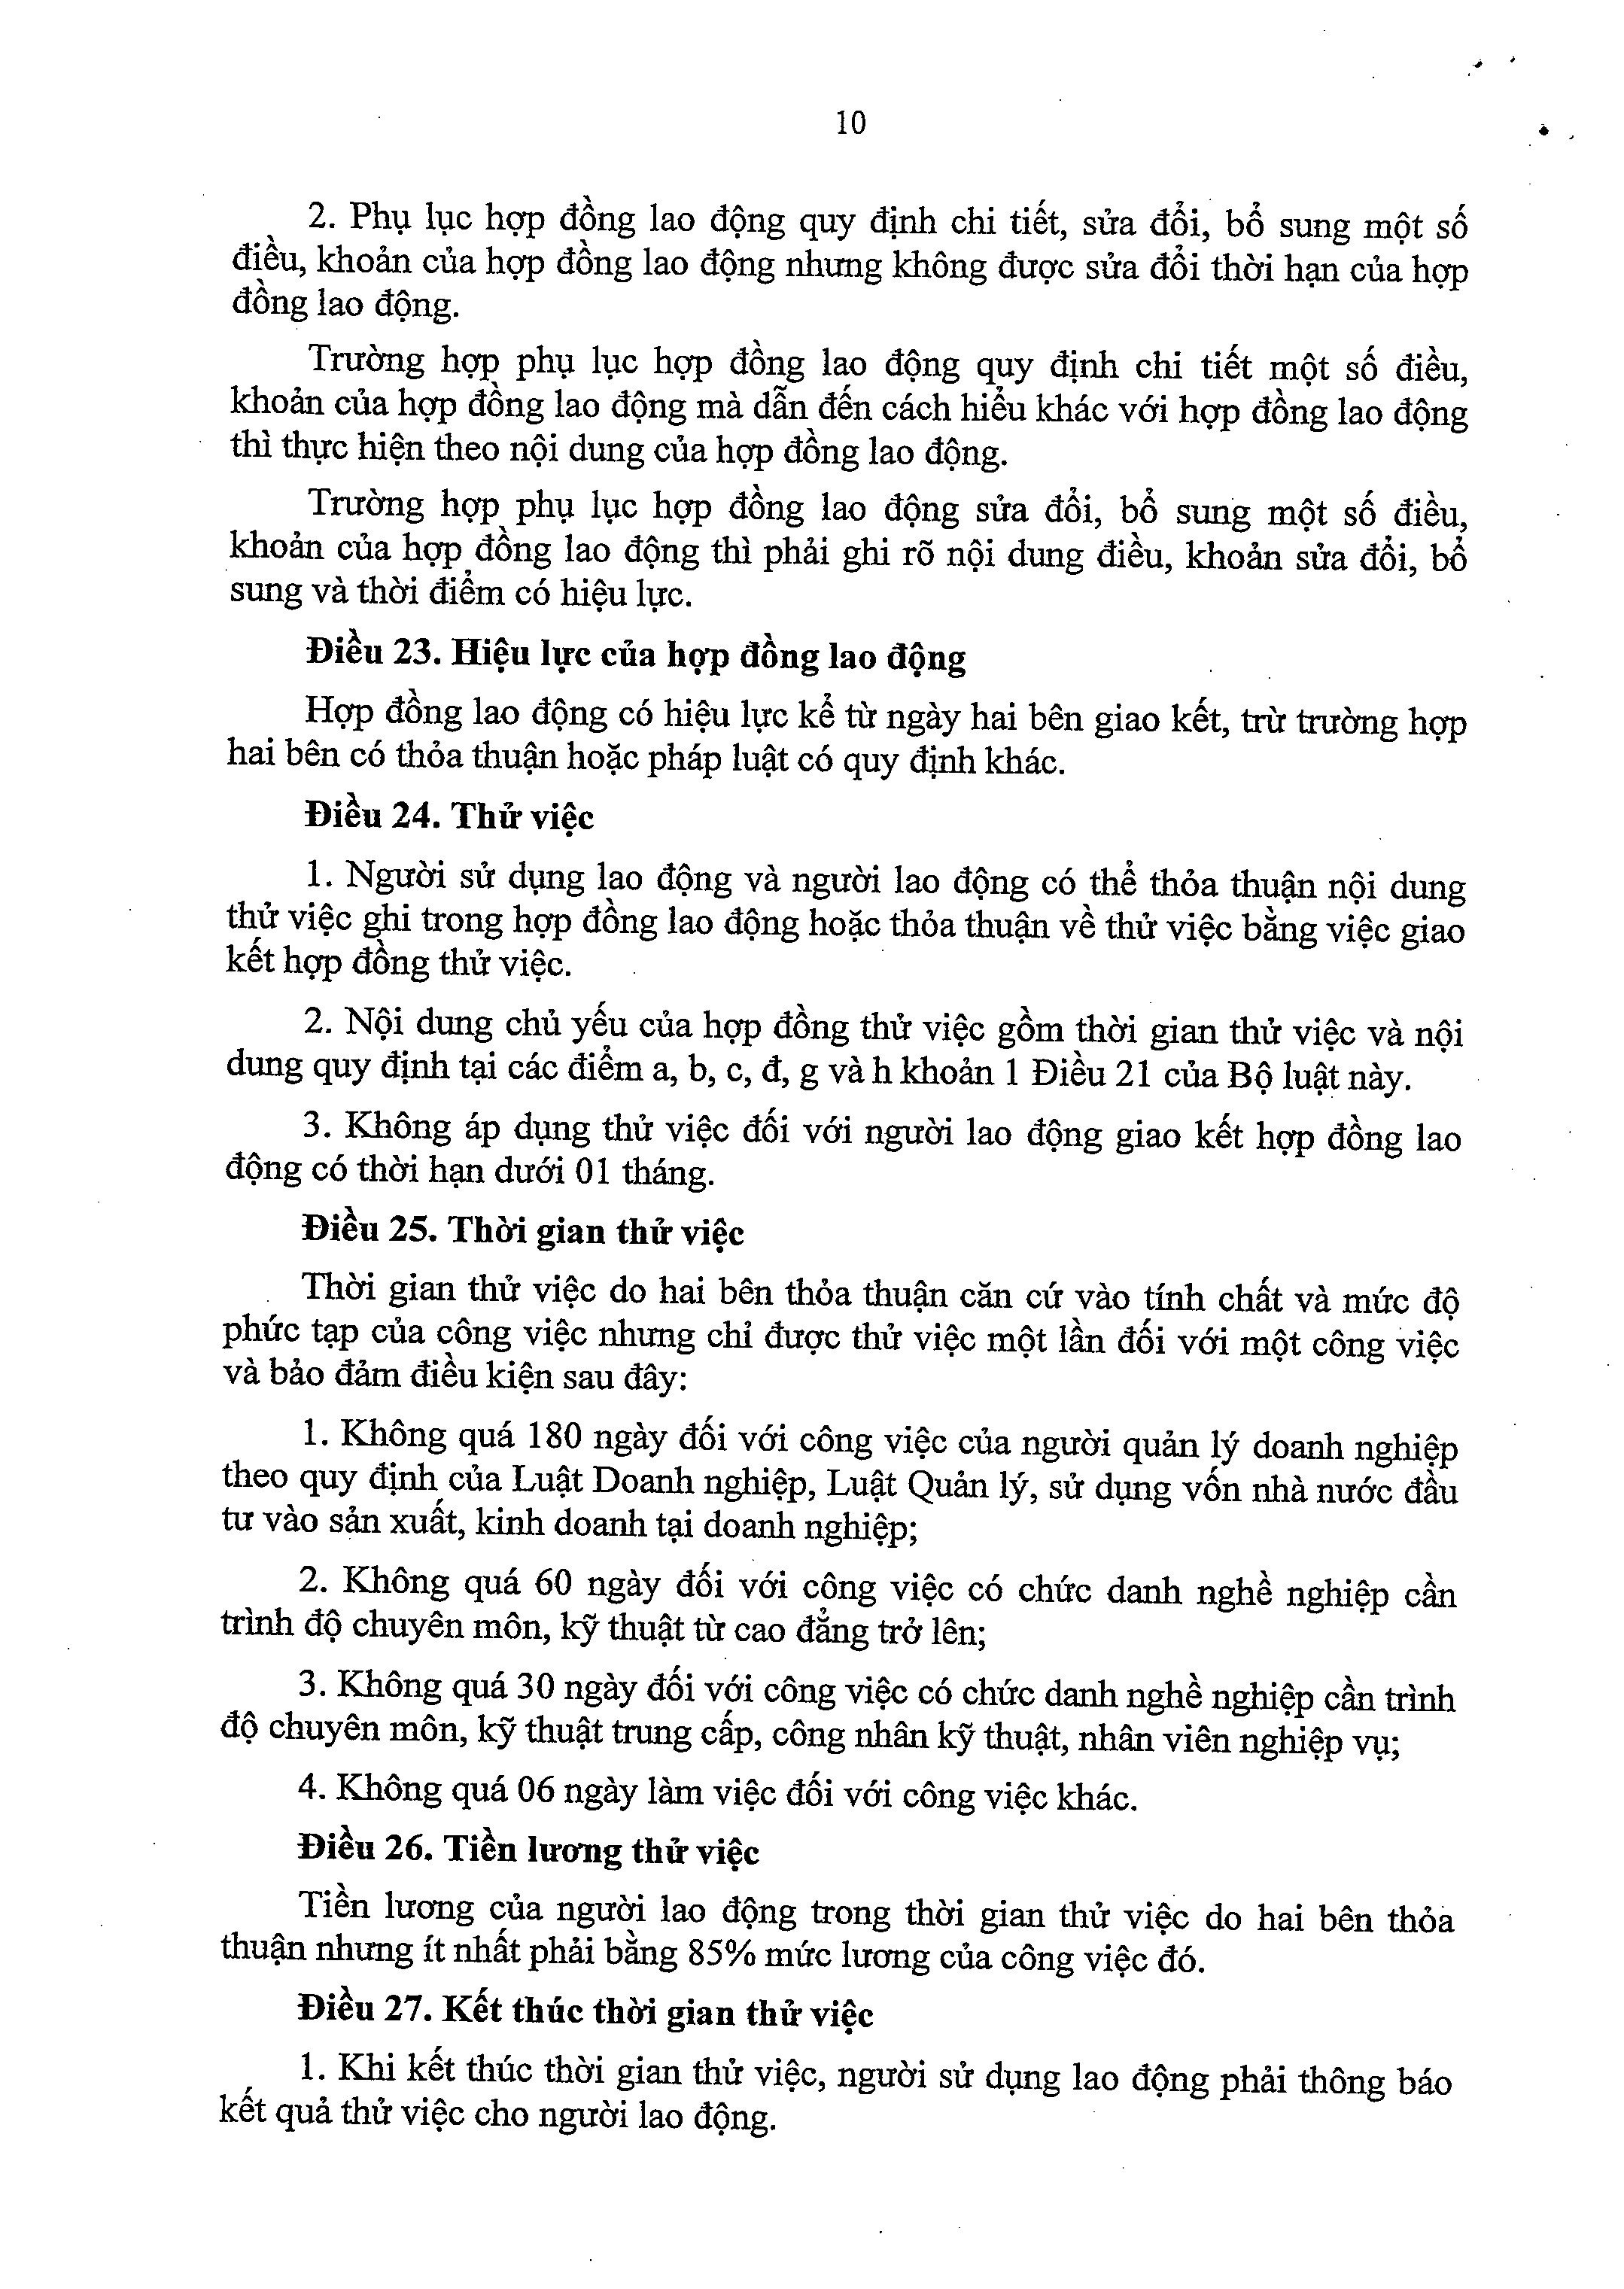 10
2. Phụ lục hợp đồng lao động quy định chi tiết, sửa đổi, bổ sung một số
điều, khoản của hợp đồng lao động nhưng không được sửa đổi thời hạn của hợp
đồng lao động.
Trường hợp phụ lục hợp đồng lao động quy định chi tiết một số điều,
khoản của hợp đồng lao động mà dẫn đến cách hiểu khác với hợp đồng lao động
thì thực hiện theo nội dung của hợp đồng lao động.
Trường hợp phụ lục hợp đồng lao động sửa đổi, bổ sung một số điều,
khoản của hợp đồng lao động thì phải ghi rõ nội dung điều, khoản sửa đổi, bổ
sung và thời điểm có hiệu lực.
Điều 23. Hiệu lực của hợp đồng lao động
Hợp đồng lao động có hiệu lực kể từ ngày hai bên giao kết, trừ trường hợp
hai bên có thỏa thuận hoặc pháp luật có quy định khác.
Điều 24. Thử việc
1. Người sử dụng lao động và người lao động có thể thỏa thuận nội dung
thử việc ghi trong hợp đồng lao động hoặc thỏa thuận về thử việc bằng việc giao
kết hợp đồng thử việc.
2. Nội dung chủ yếu của hợp đồng thử việc gồm thời gian thử việc và nội
dung quy định tại các điểm a, b, c, đ, g và h khoản 1 Điều 21 của Bộ luật này.
3. Không áp dụng thử việc đối với người lao động giao kết hợp đồng lao
động có thời hạn dưới 01 tháng.
Điều 25. Thời gian thử việc
Thời gian thử việc do hai bên thỏa thuận căn cứ vào tính chất và mức độ
phức tạp của công việc nhưng chỉ được thử việc một lần đối với một công việc
và bảo đảm điều kiện sau đây:
1. Không quá 180 ngày đối với công việc của người quản lý doanh nghiệp
theo quy định của Luật Doanh nghiệp, Luật Quản lý, sử dụng vốn nhà nước đầu
tư vào sản xuất, kinh doanh tại doanh nghiệp;
2. Không quá 60 ngày đối với công việc có chức danh nghề nghiệp cần
trình độ chuyên môn, kỹ thuật từ cao đẳng trở lên;
3. Không quá 30 ngày đối với công việc có chức danh nghề nghiệp cần trình
độ chuyên môn, kỹ thuật trung cấp, công nhân kỹ thuật, nhân viên nghiệp vụ;
4. Không quá 06 ngày làm việc đối với công việc khác.
Điều 26. Tiền lương thử việc
Tiền lương của người lao động trong thời gian thử việc do hai bên thỏa
thuận nhưng ít nhất phải bằng 85% mức lương của công việc đó.
Điều 27. Kết thúc thời gian thử việc
1. Khi kết thúc thời gian thử việc, người sử dụng lao động phải thông báo
kết quả thử việc cho người lao động.